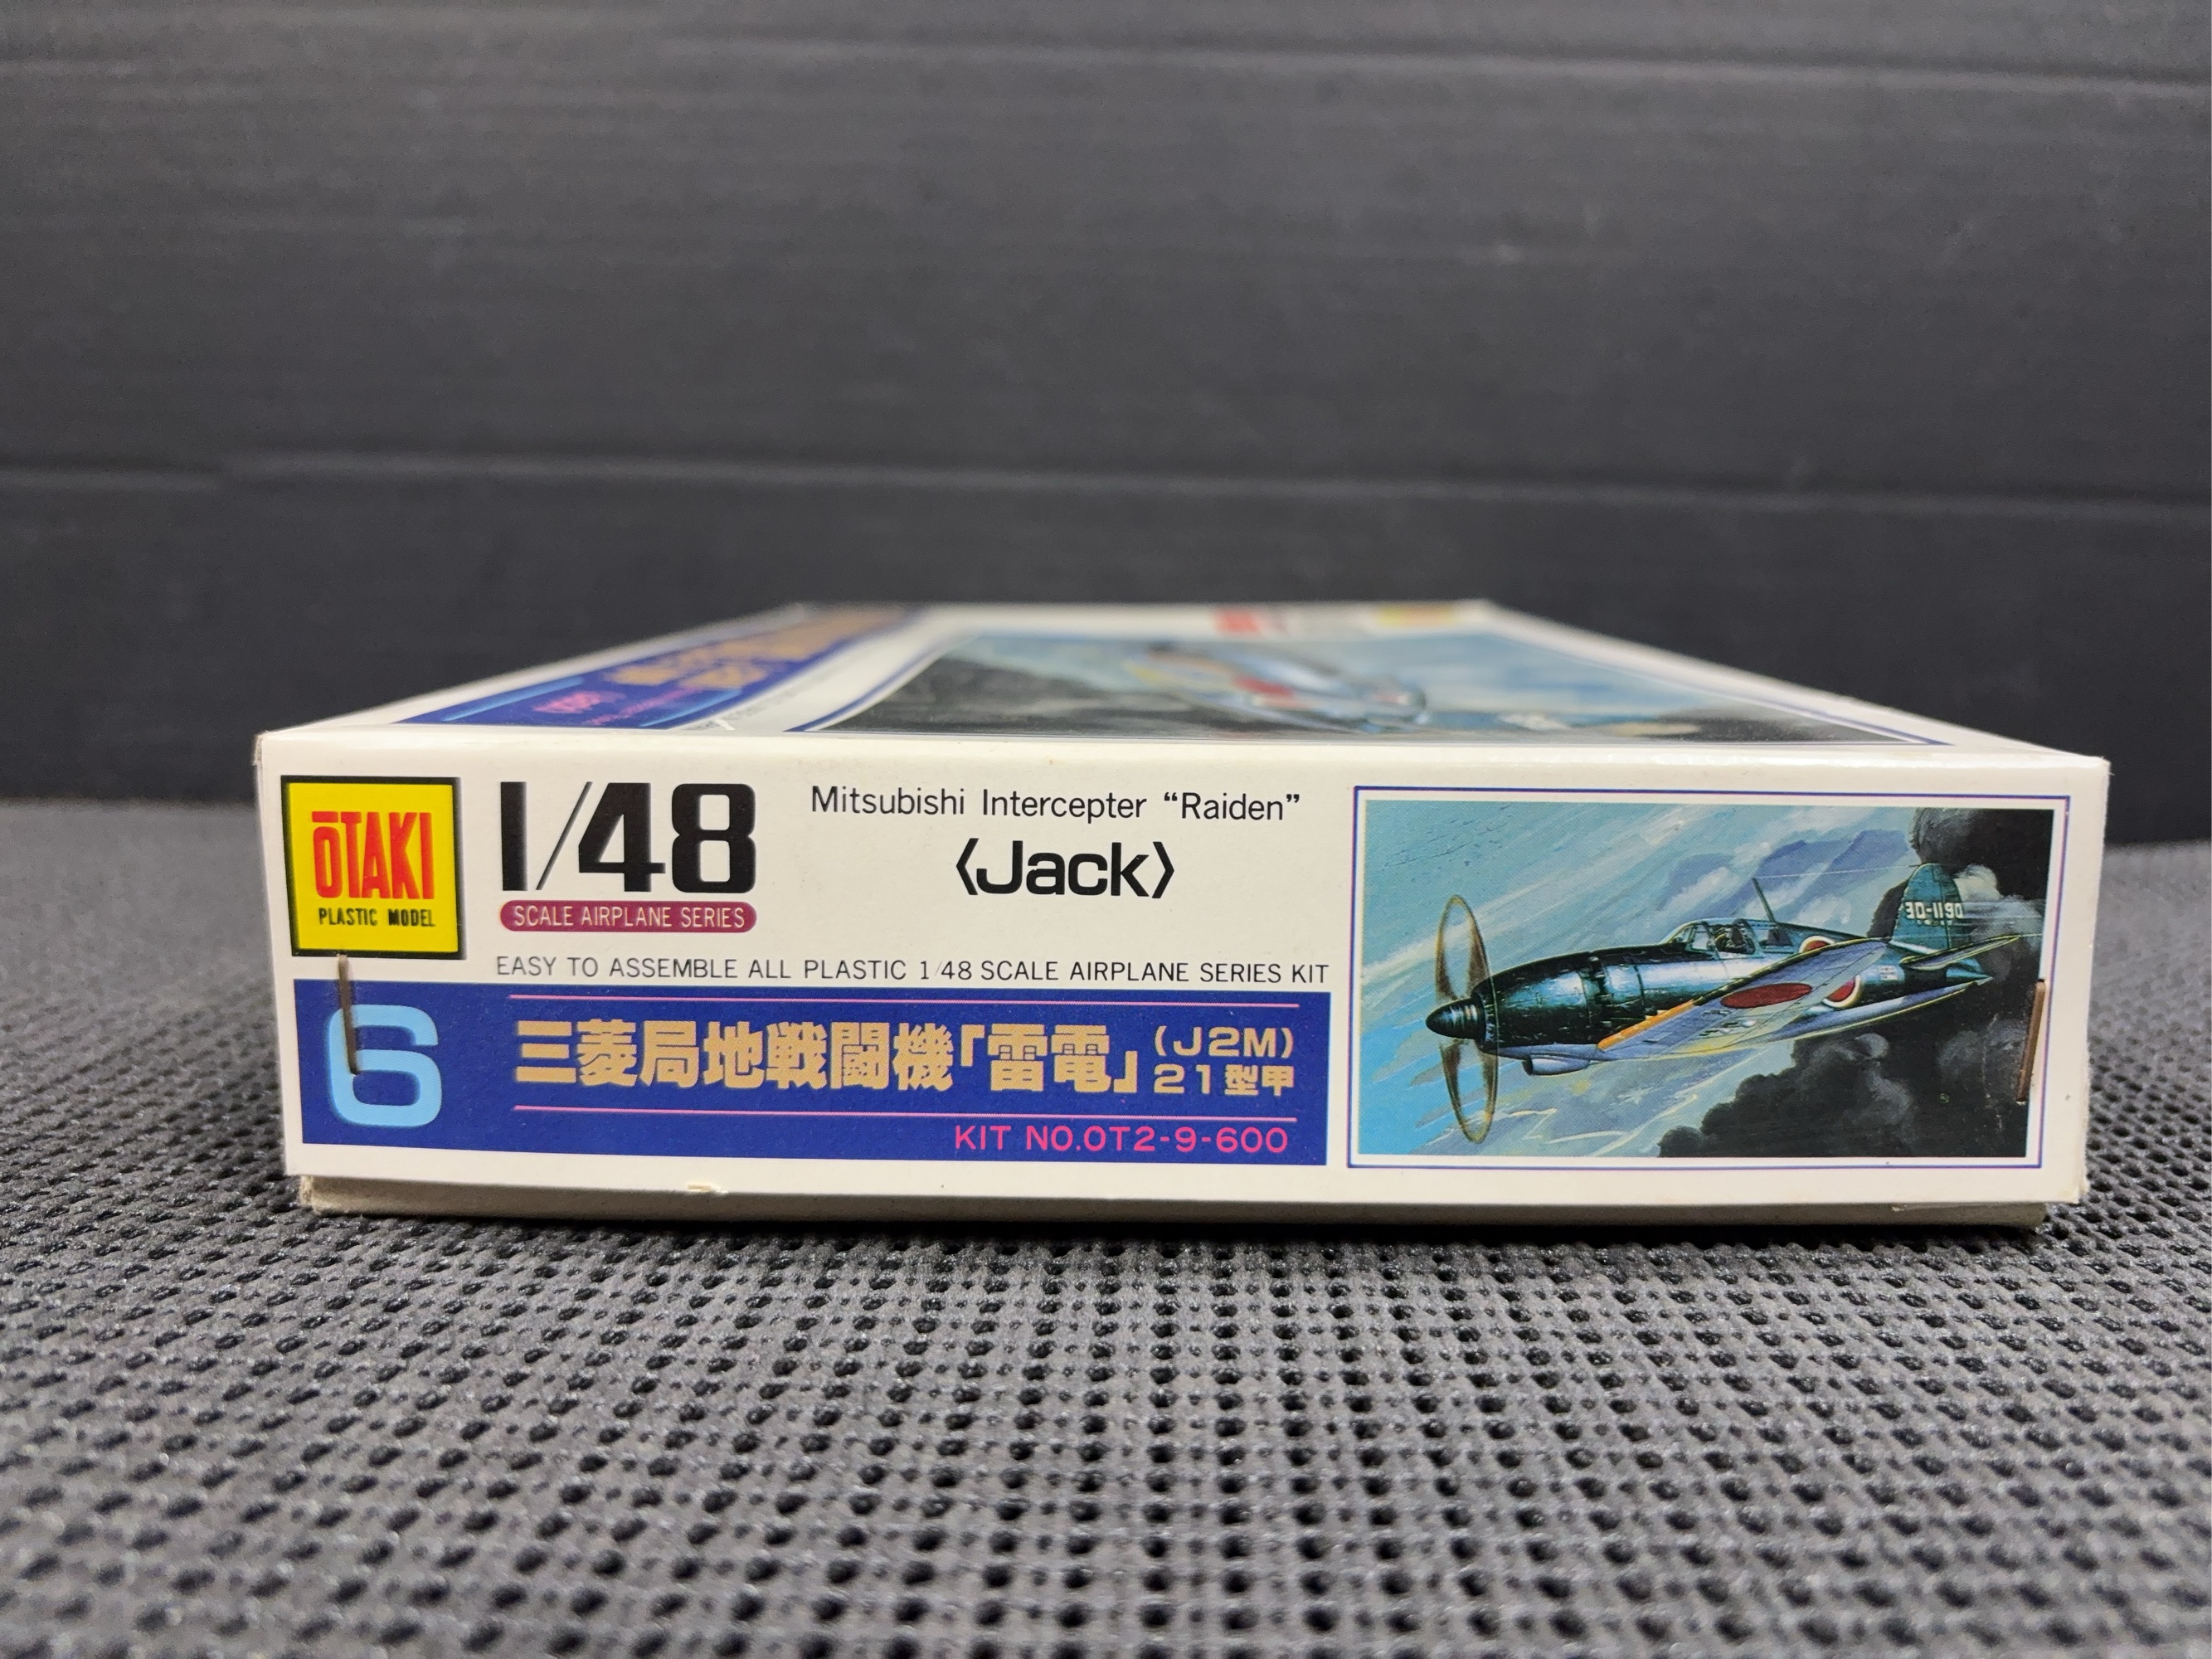 ŌTAKI
PLASTIC MODEL
1/48
SCALE AIRPLANE SERIES
Mitsubishi Intercepter “Raiden”
〈Jack〉
EASY TO ASSEMBLE ALL PLASTIC 1/48 SCALE AIRPLANE SERIES KIT
6
三菱局地戦闘機「雷電」
(J2M)
21型甲
KIT NO.OT2-9-600
3D-1190